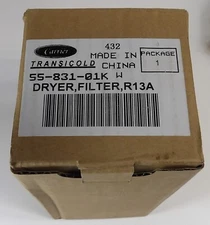 Carrier
432
PACKAGE
1
MADE IN
TRANSICOLD CHINA
55-831-01K W
DRYER,FILTER,R13A